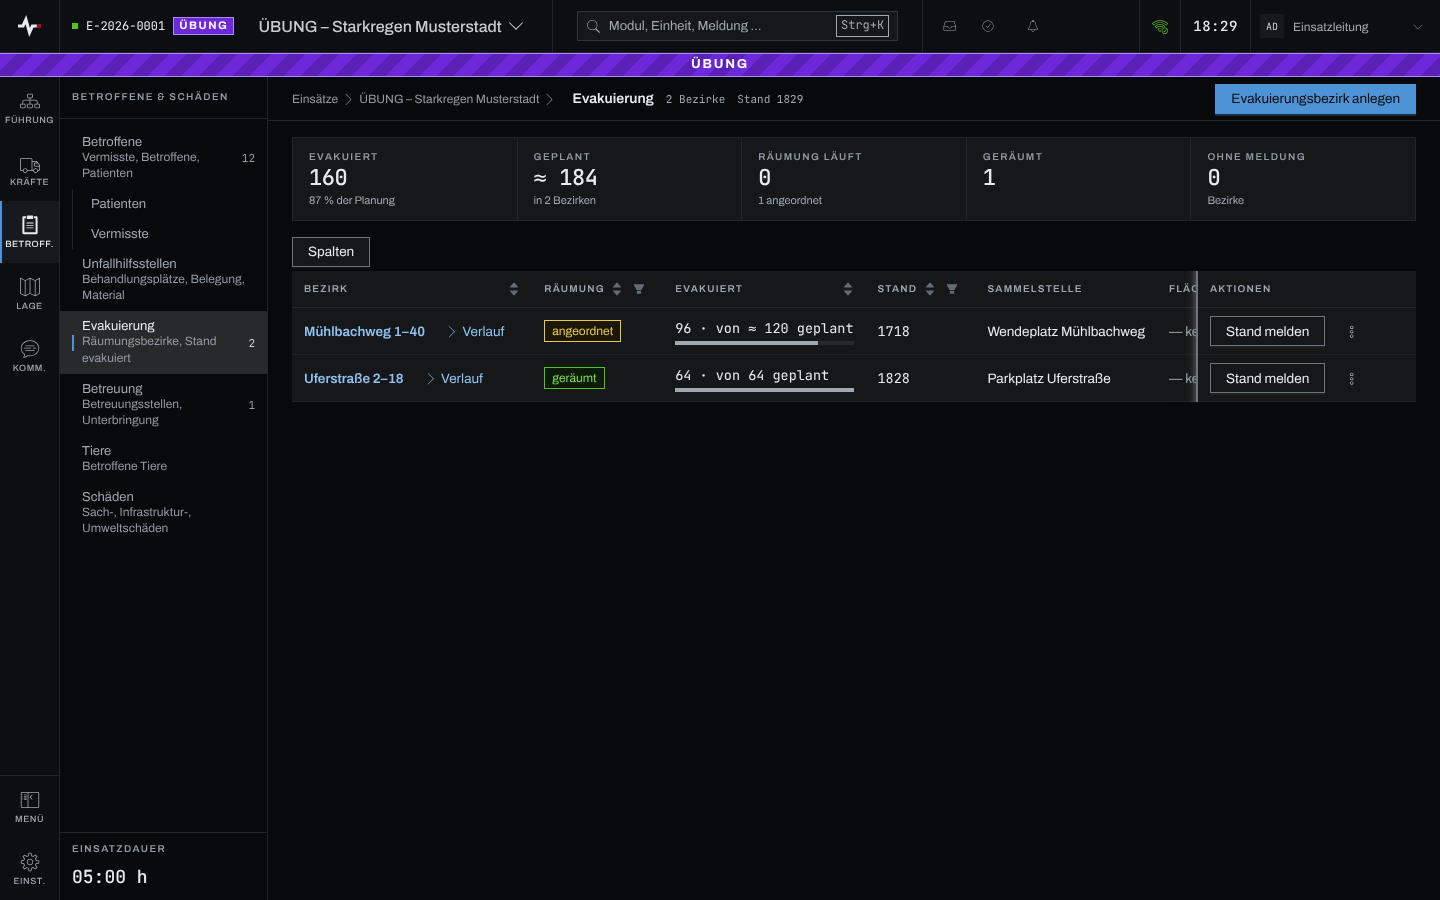 E-2026-0001 ÜBUNG ÜBUNG – Starkregen Musterstadt
Modul, Einheit, Meldung ... Strg+K
18:29 AD Einsatzleitung
ÜBUNG
FÜHRUNG
KRÄFTE
BETROFF.
LAGE
KOMM.
MENÜ
EINST.
BETROFFENE & SCHÄDEN
Betroffene
Vermisste, Betroffene,
Patienten
12
Patienten
Vermisste
Unfallhilfsstellen
Behandlungsplätze, Belegung,
Material
Evakuierung
Räumungsbezirke, Stand
evakuiert
2
Betreuung
Betreuungsstellen,
Unterbringung
1
Tiere
Betroffene Tiere
Schäden
Sach-, Infrastruktur-,
Umweltschäden
EINSATZDAUER
05:00 h
Einsätze ÜBUNG – Starkregen Musterstadt Evakuierung 2 Bezirke Stand 1829
Evakuierungsbezirk anlegen
EVAKUIERT
160
87 % der Planung
GEPLANT
≈ 184
in 2 Bezirken
RÄUMUNG LÄUFT
0
1 angeordnet
GERÄUMT
1
OHNE MELDUNG
0
Bezirke
Spalten
BEZIRK RÄUMUNG EVAKUIERT STAND SAMMELSTELLE FLÄC AKTIONEN
Mühlbachweg 1–40 Verlauf angeordnet 96 · von ≈ 120 geplant 1718 Wendeplatz Mühlbachweg — ke Stand melden
Uferstraße 2–18 Verlauf geräumt 64 · von 64 geplant 1828 Parkplatz Uferstraße — ke Stand melden